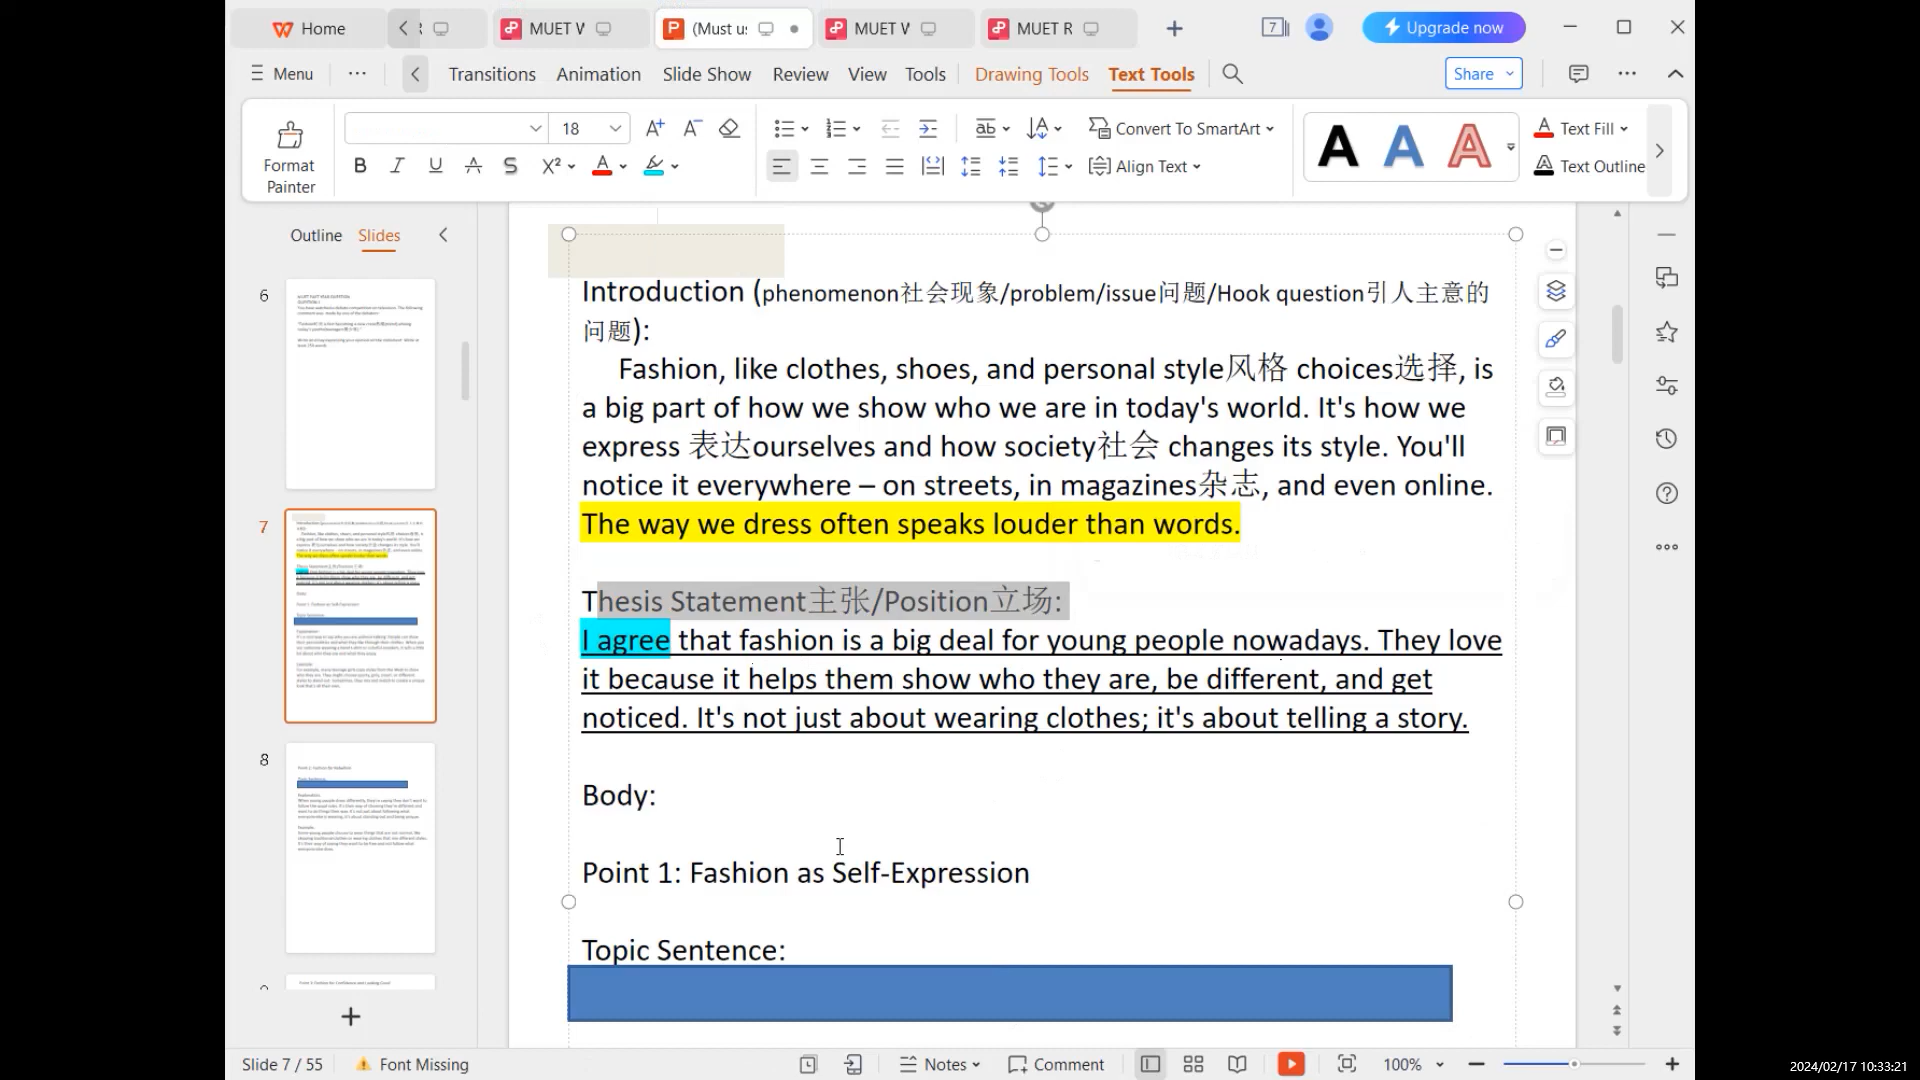 Home
MUET V
(Must u
MUET V
MUET R
7
Upgrade now
Menu
Transitions
Animation
Slide Show
Review
View
Tools
Drawing Tools
Text Tools
Share
Format
Painter
18
Convert To SmartArt
Text Fill
Align Text
Text Outline
Outline
Slides
6
7
8
Introduction (phenomenon社会现象/problem/issue问题/Hook question引人主意的
问题):
Fashion, like clothes, shoes, and personal style风格 choices选择, is
a big part of how we show who we are in today's world. It's how we
express 表达ourselves and how society社会 changes its style. You'll
notice it everywhere – on streets, in magazines杂志, and even online.
The way we dress often speaks louder than words.
Thesis Statement主张/Position立场:
I agree that fashion is a big deal for young people nowadays. They love
it because it helps them show who they are, be different, and get
noticed. It's not just about wearing clothes; it's about telling a story.
Body:
Point 1: Fashion as Self-Expression
Topic Sentence:
Slide 7 / 55
Font Missing
Notes
Comment
100%
2024/02/17 10:33:21